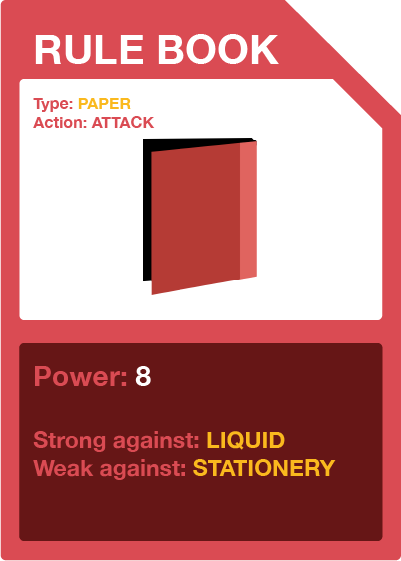 RULE BOOK
Type: PAPER
Action: ATTACK
Power: 8
Strong against: LIQUID
Weak against: STATIONERY